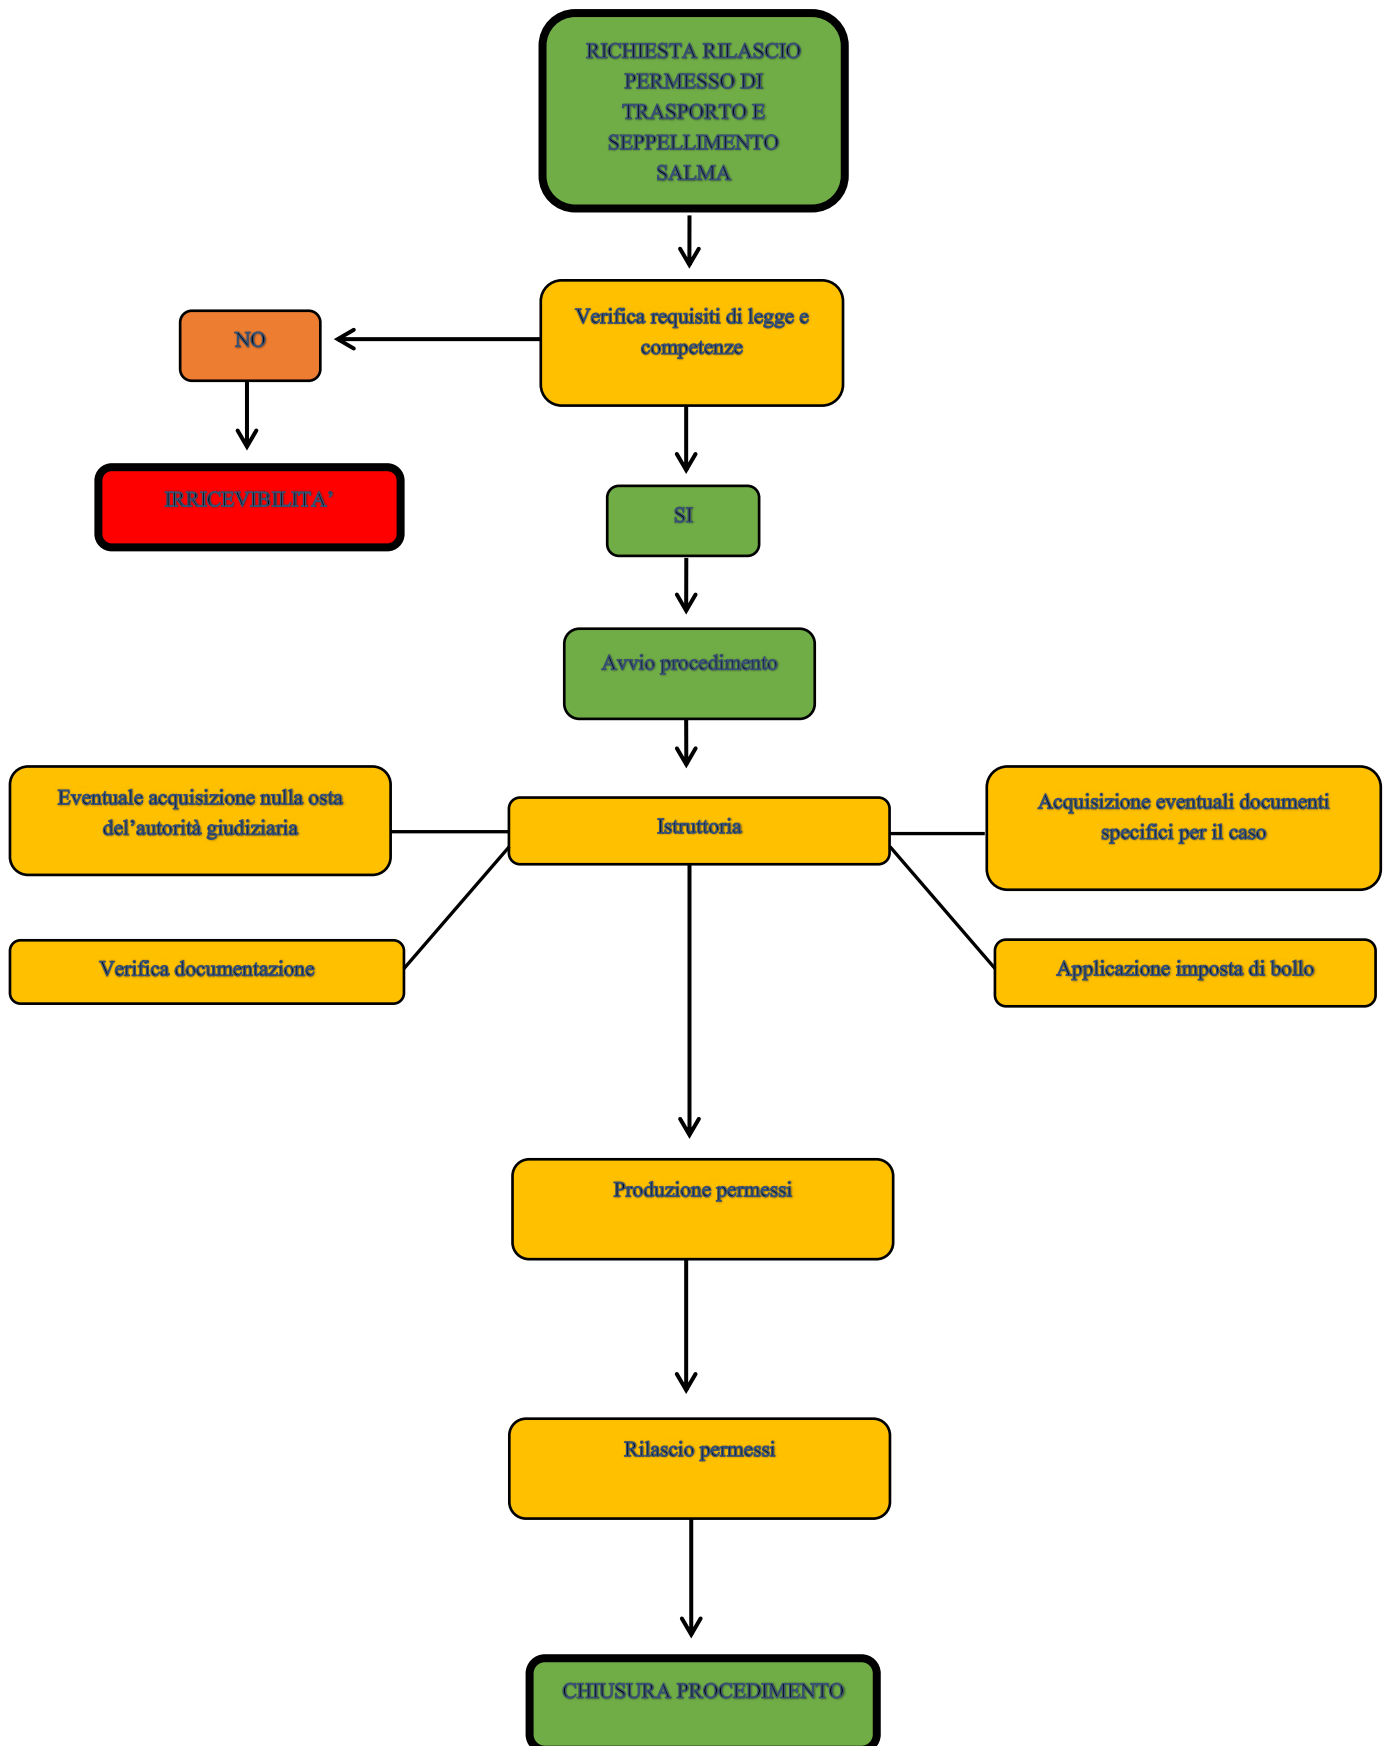 RICHIESTA RILASCIO
PERMESSO DI
TRASPORTO E
SEPPELLIMENTO
SALMA
Verifica requisiti di legge e
competenze
NO
IRRICEVIBILITA'
SI
Avvio procedimento
Eventuale acquisizione nulla osta
del’autorità giudiziaria
Istruttoria
Acquisizione eventuali documenti
specifici per il caso
Verifica documentazione
Applicazione imposta di bollo
Produzione permessi
Rilascio permessi
CHIUSURA PROCEDIMENTO